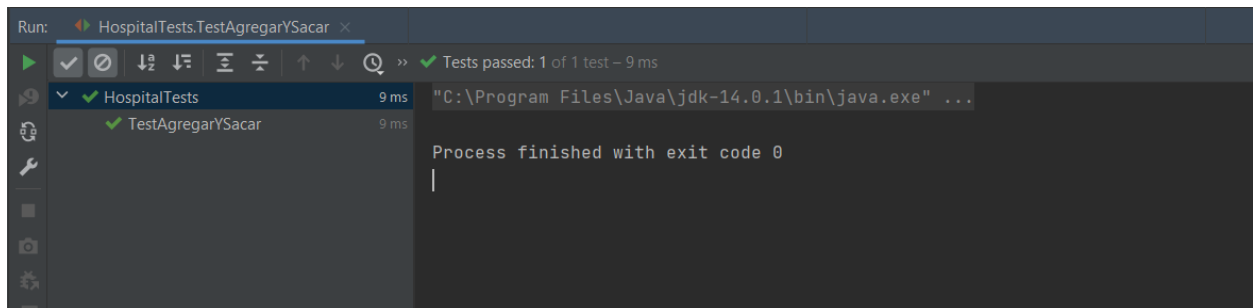 Run: HospitalTests.TestAgregarYSacar ×
Tests passed: 1 of 1 test – 9 ms
HospitalTests 9 ms
TestAgregarYSacar 9 ms
"C:\Program Files\Java\jdk-14.0.1\bin\java.exe" ...
Process finished with exit code 0